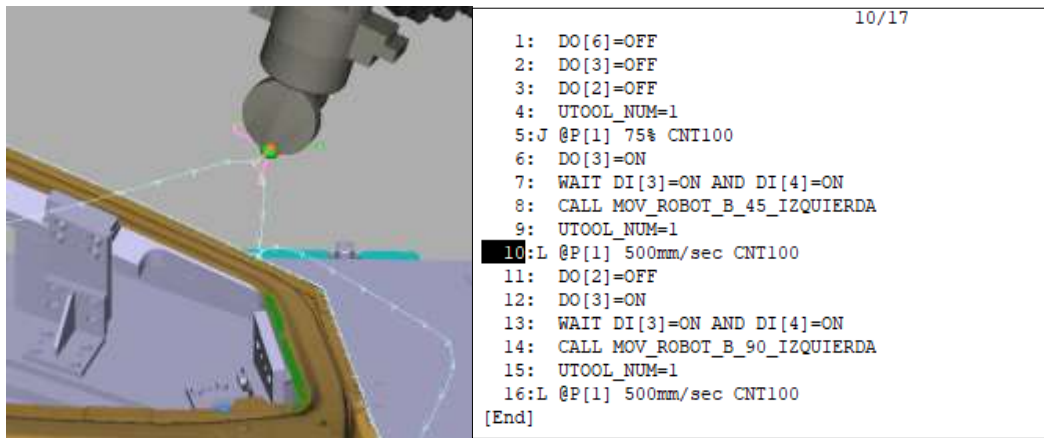 10/17
1: DO[6]=OFF
2: DO[3]=OFF
3: DO[2]=OFF
4: UTOOL_NUM=1
5:J @P[1] 75% CNT100
6: DO[3]=ON
7: WAIT DI[3]=ON AND DI[4]=ON
8: CALL MOV_ROBOT_B_45_IZQUIERDA
9: UTOOL_NUM=1
10:L @P[1] 500mm/sec CNT100
11: DO[2]=OFF
12: DO[3]=ON
13: WAIT DI[3]=ON AND DI[4]=ON
14: CALL MOV_ROBOT_B_90_IZQUIERDA
15: UTOOL_NUM=1
16:L @P[1] 500mm/sec CNT100
[End]